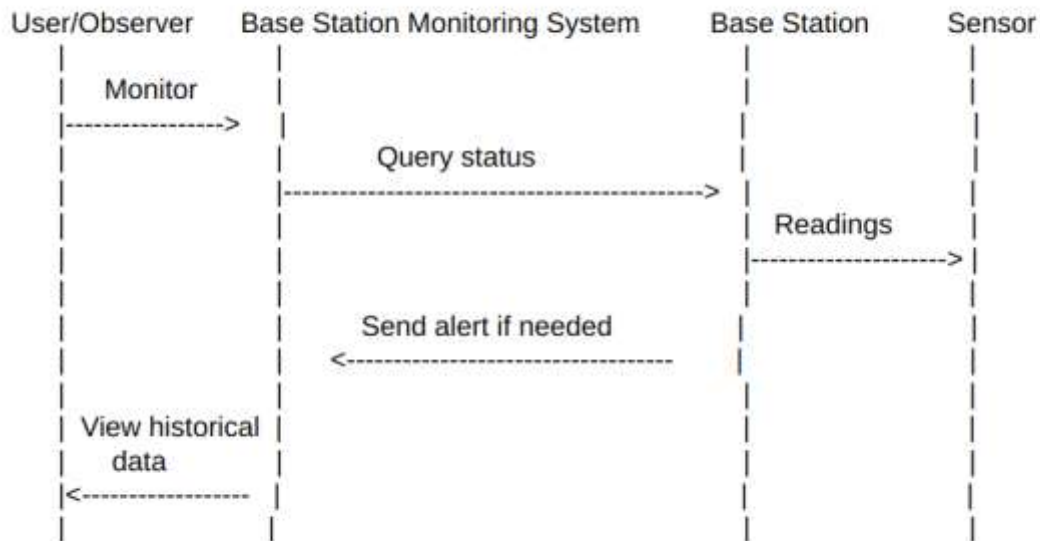 User/Observer Base Station Monitoring System Base Station Sensor
Monitor
Query status
Readings
Send alert if needed
View historical
data